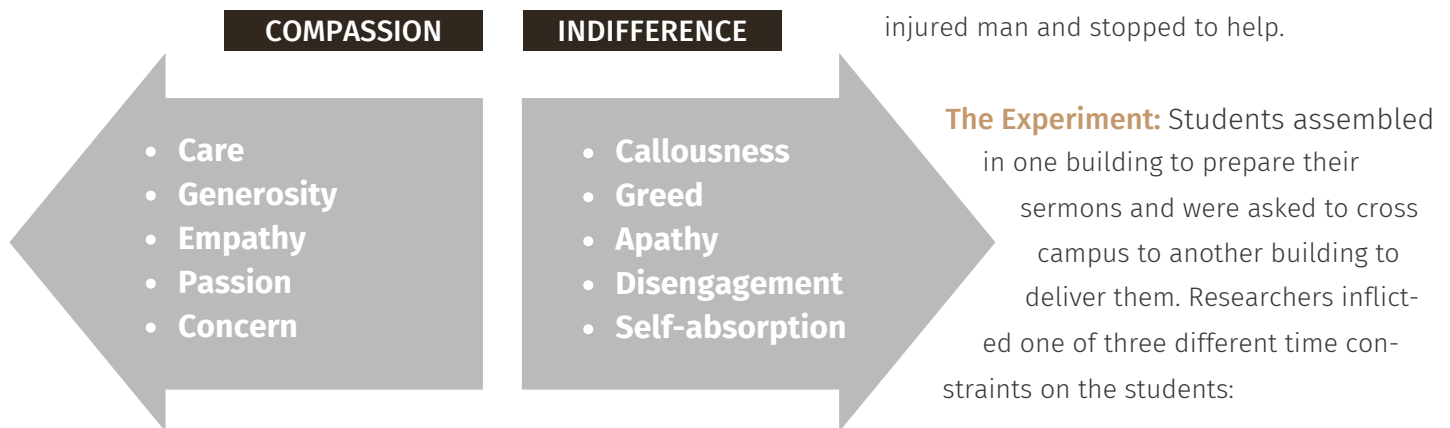 COMPASSION
• Care
• Generosity
• Empathy
• Passion
• Concern
INDIFFERENCE
• Callousness
• Greed
• Apathy
• Disengagement
• Self-absorption
injured man and stopped to help.
The Experiment: Students assembled
in one building to prepare their
sermons and were asked to cross
campus to another building to
deliver them. Researchers inflict-
ed one of three different time con-
straints on the students: